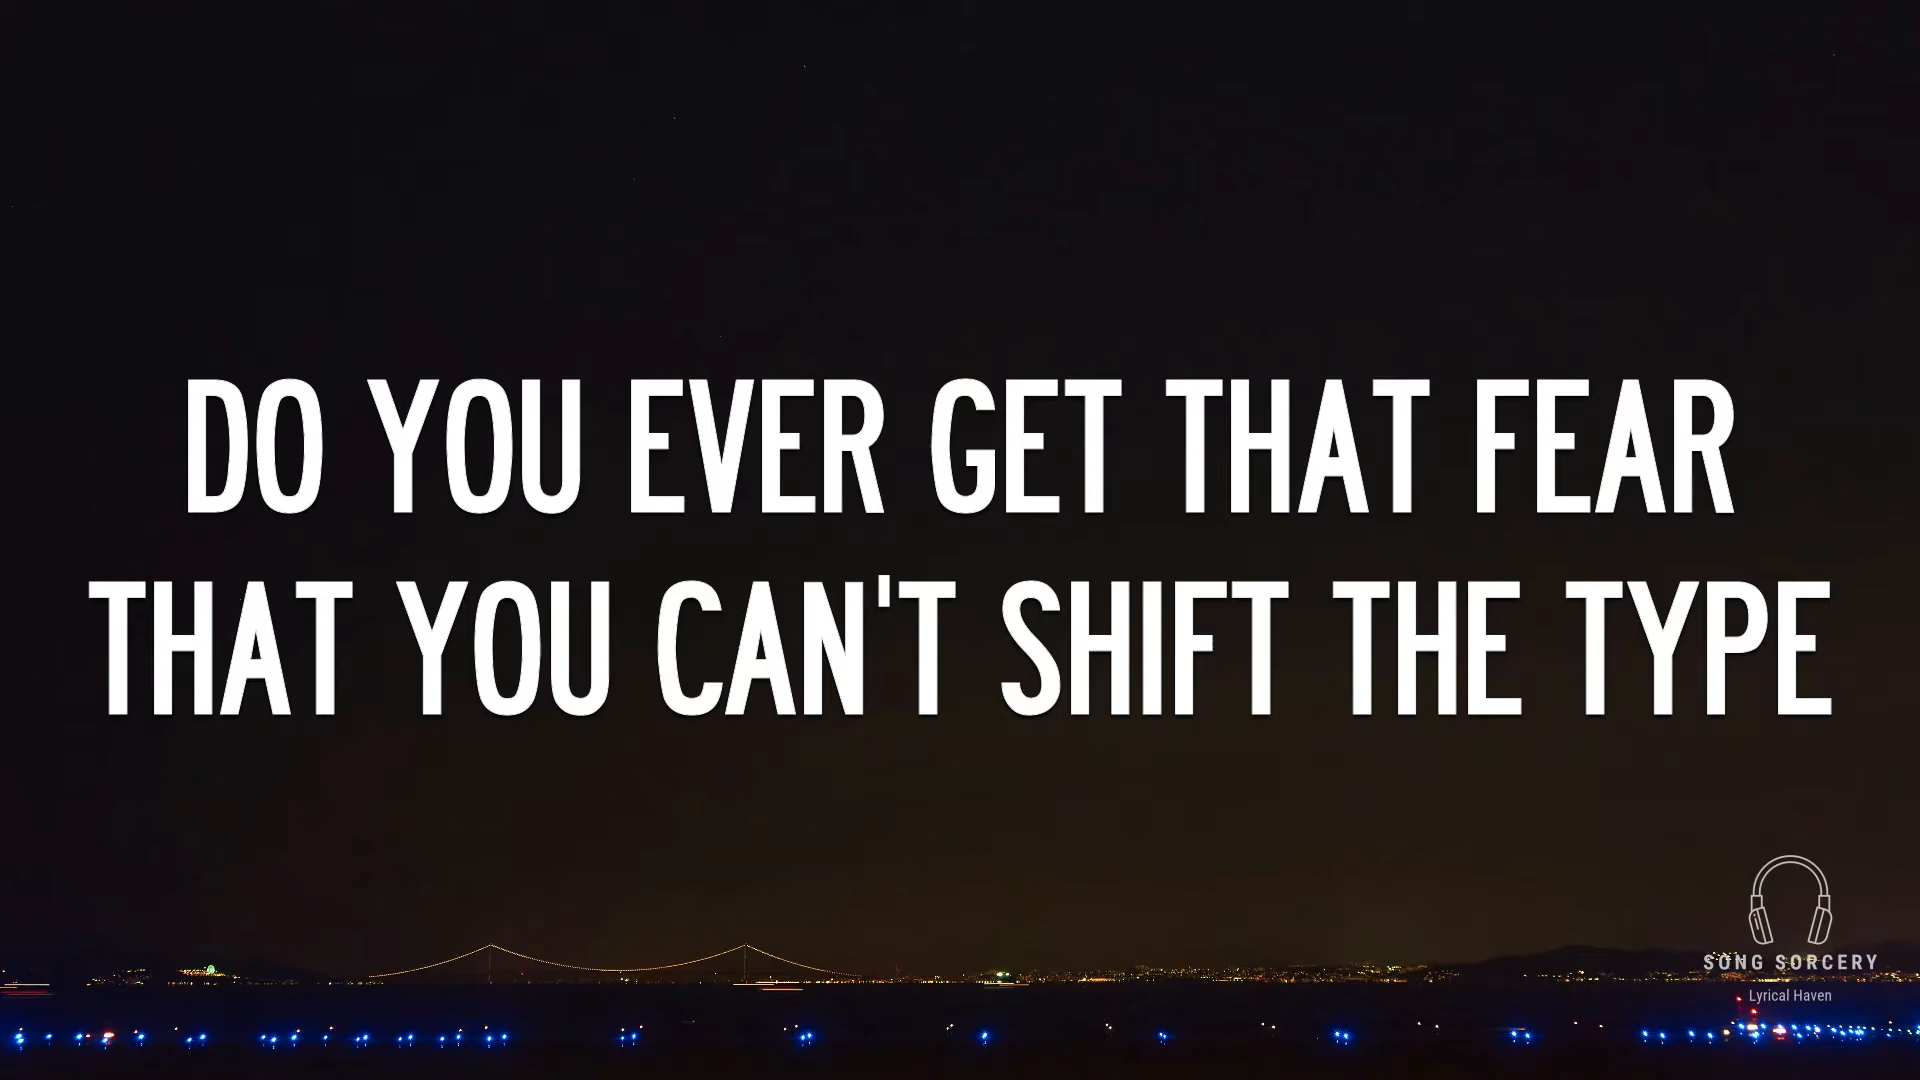 DO YOU EVER GET THAT FEAR
THAT YOU CAN'T SHIFT THE TYPE
SONG SORCERY
Lyrical Haven